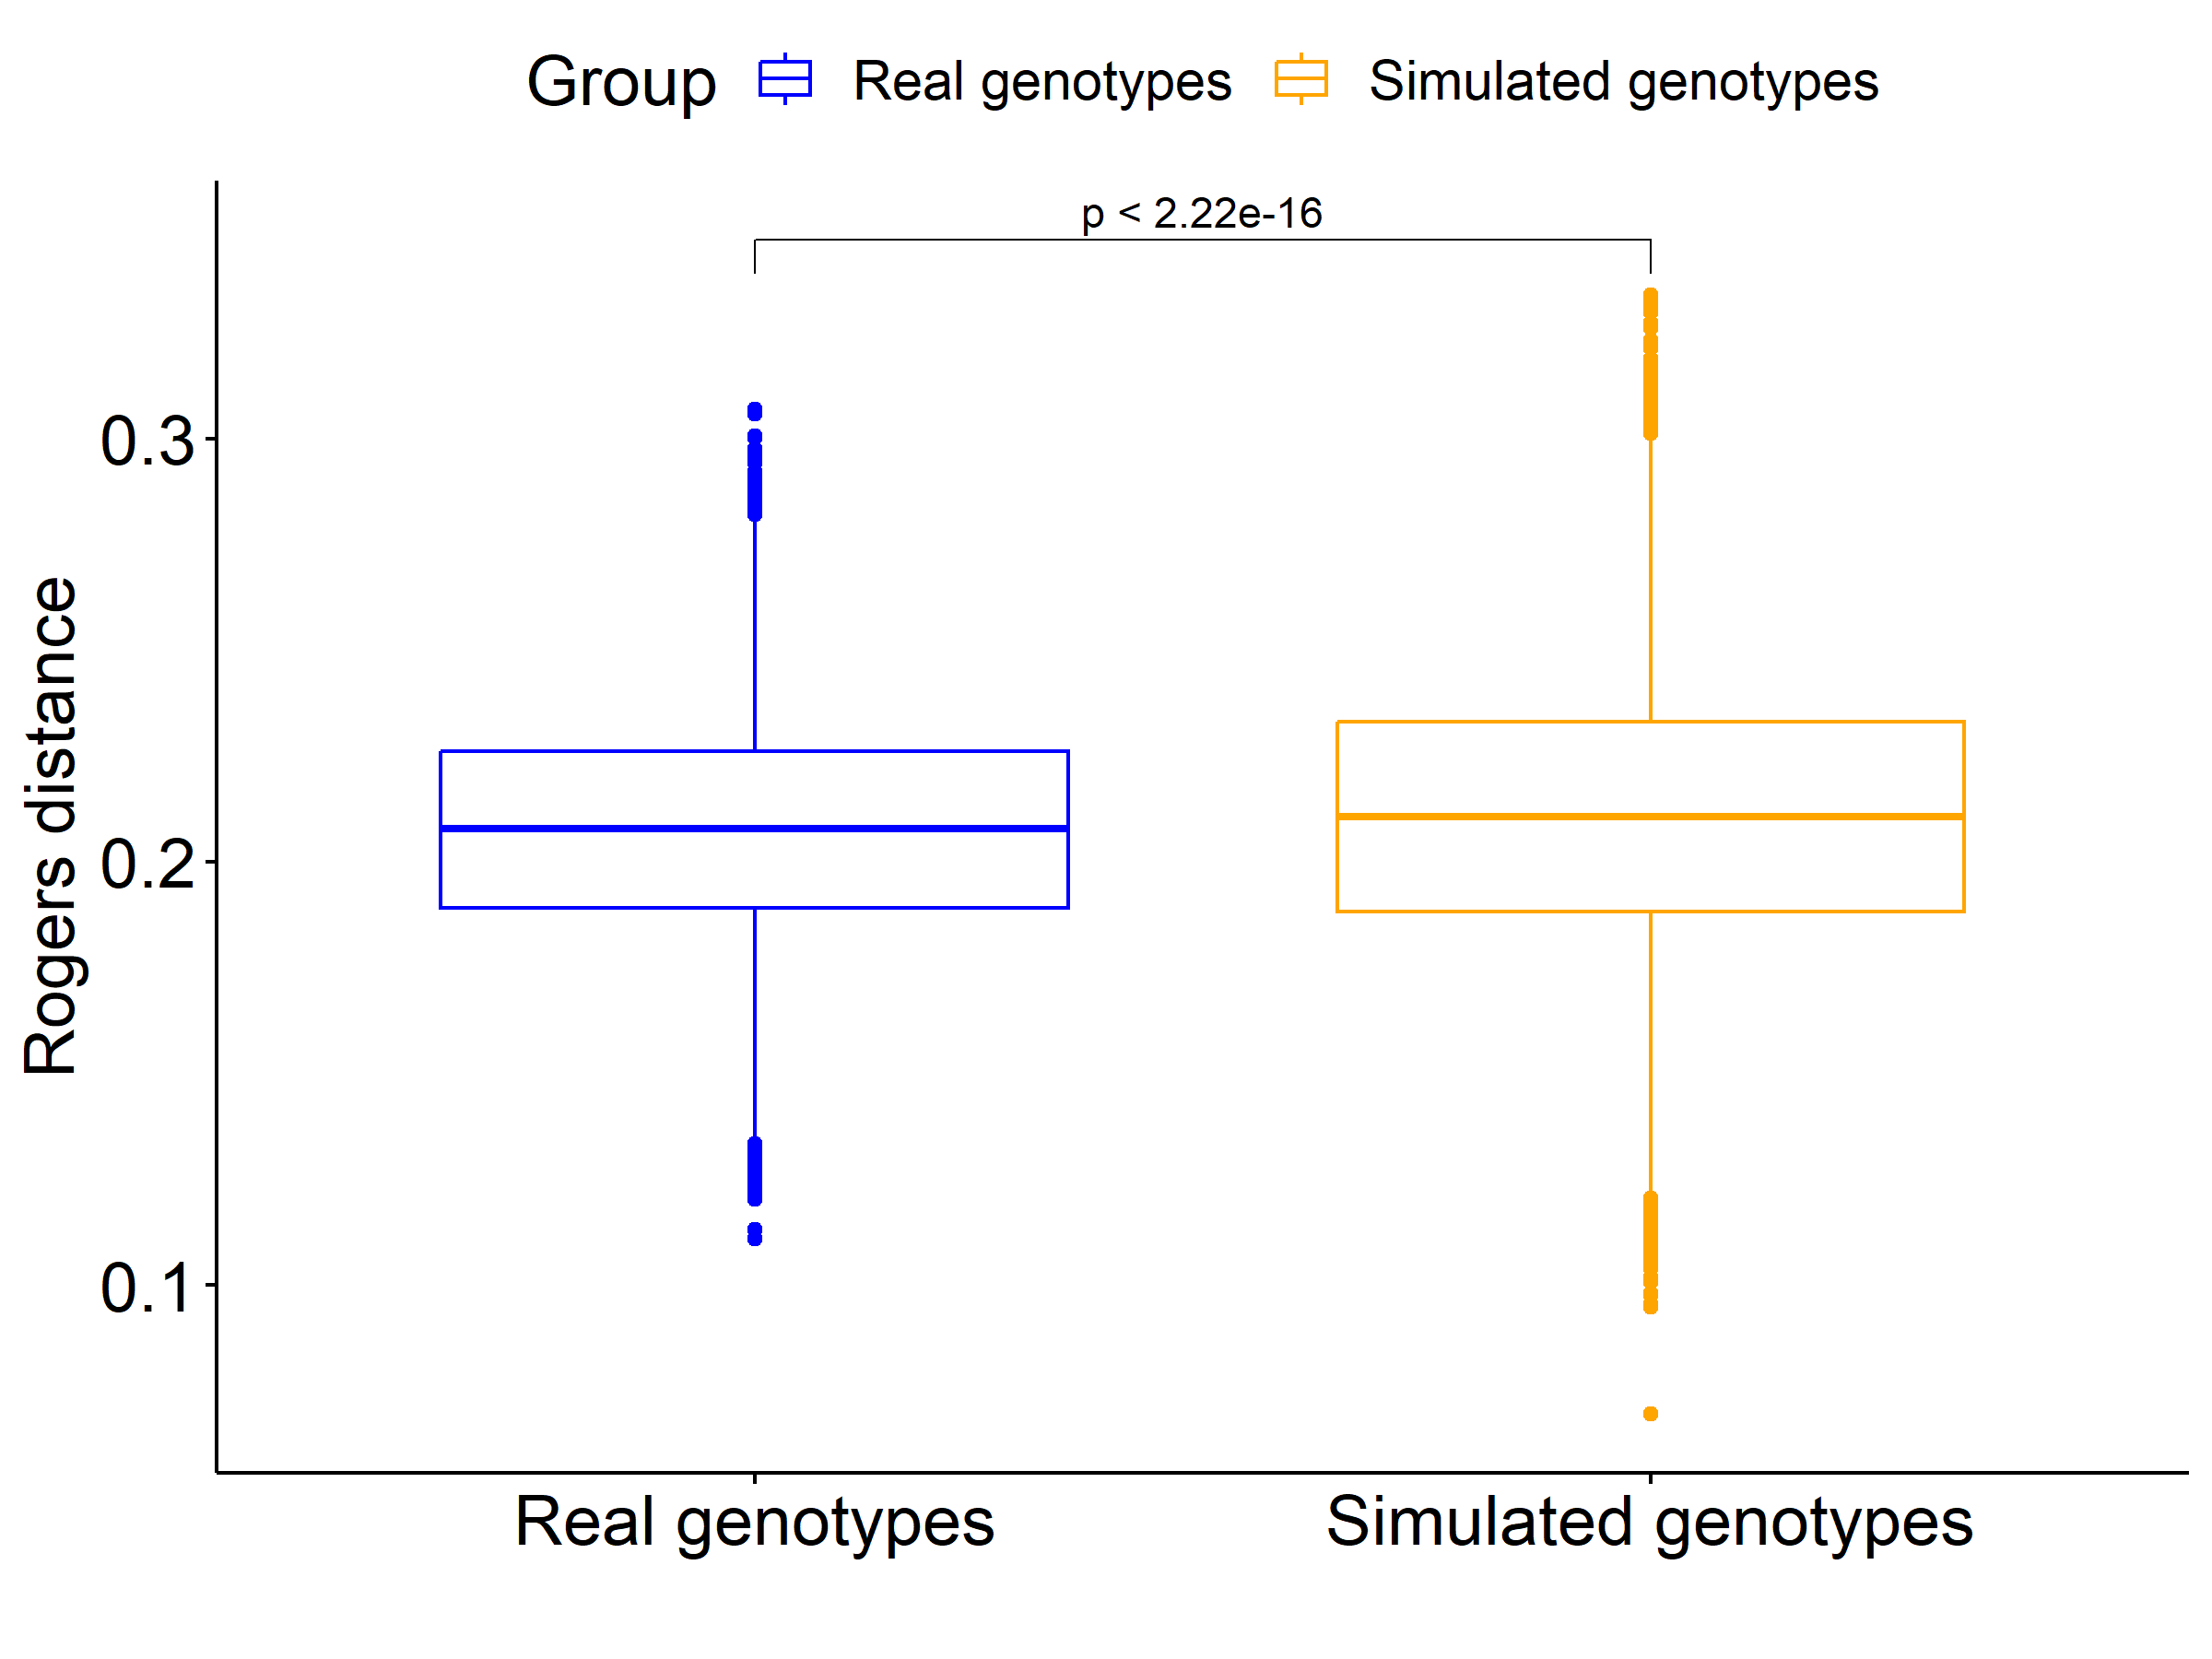 Group Real genotypes Simulated genotypes
p < 2.22e-16
Rogers distance
0.3
0.2
0.1
Real genotypes Simulated genotypes